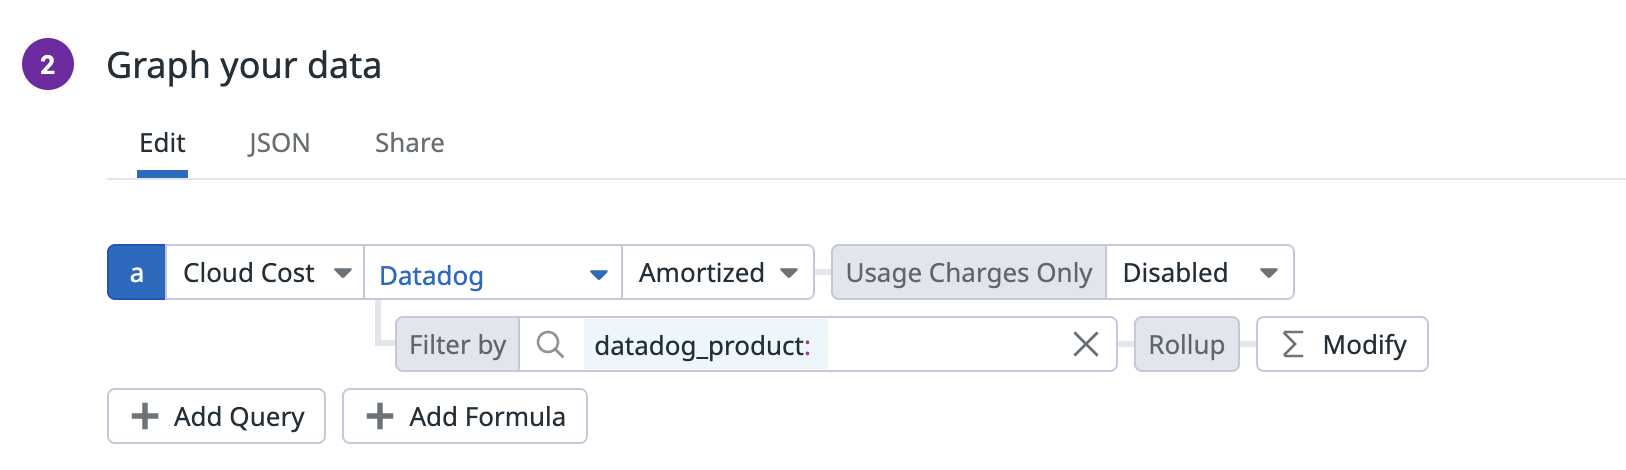 2 Graph your data
Edit JSON Share
a Cloud Cost Datadog Amortized Usage Charges Only Disabled
Filter by datadog_product: Rollup Σ Modify
+ Add Query + Add Formula